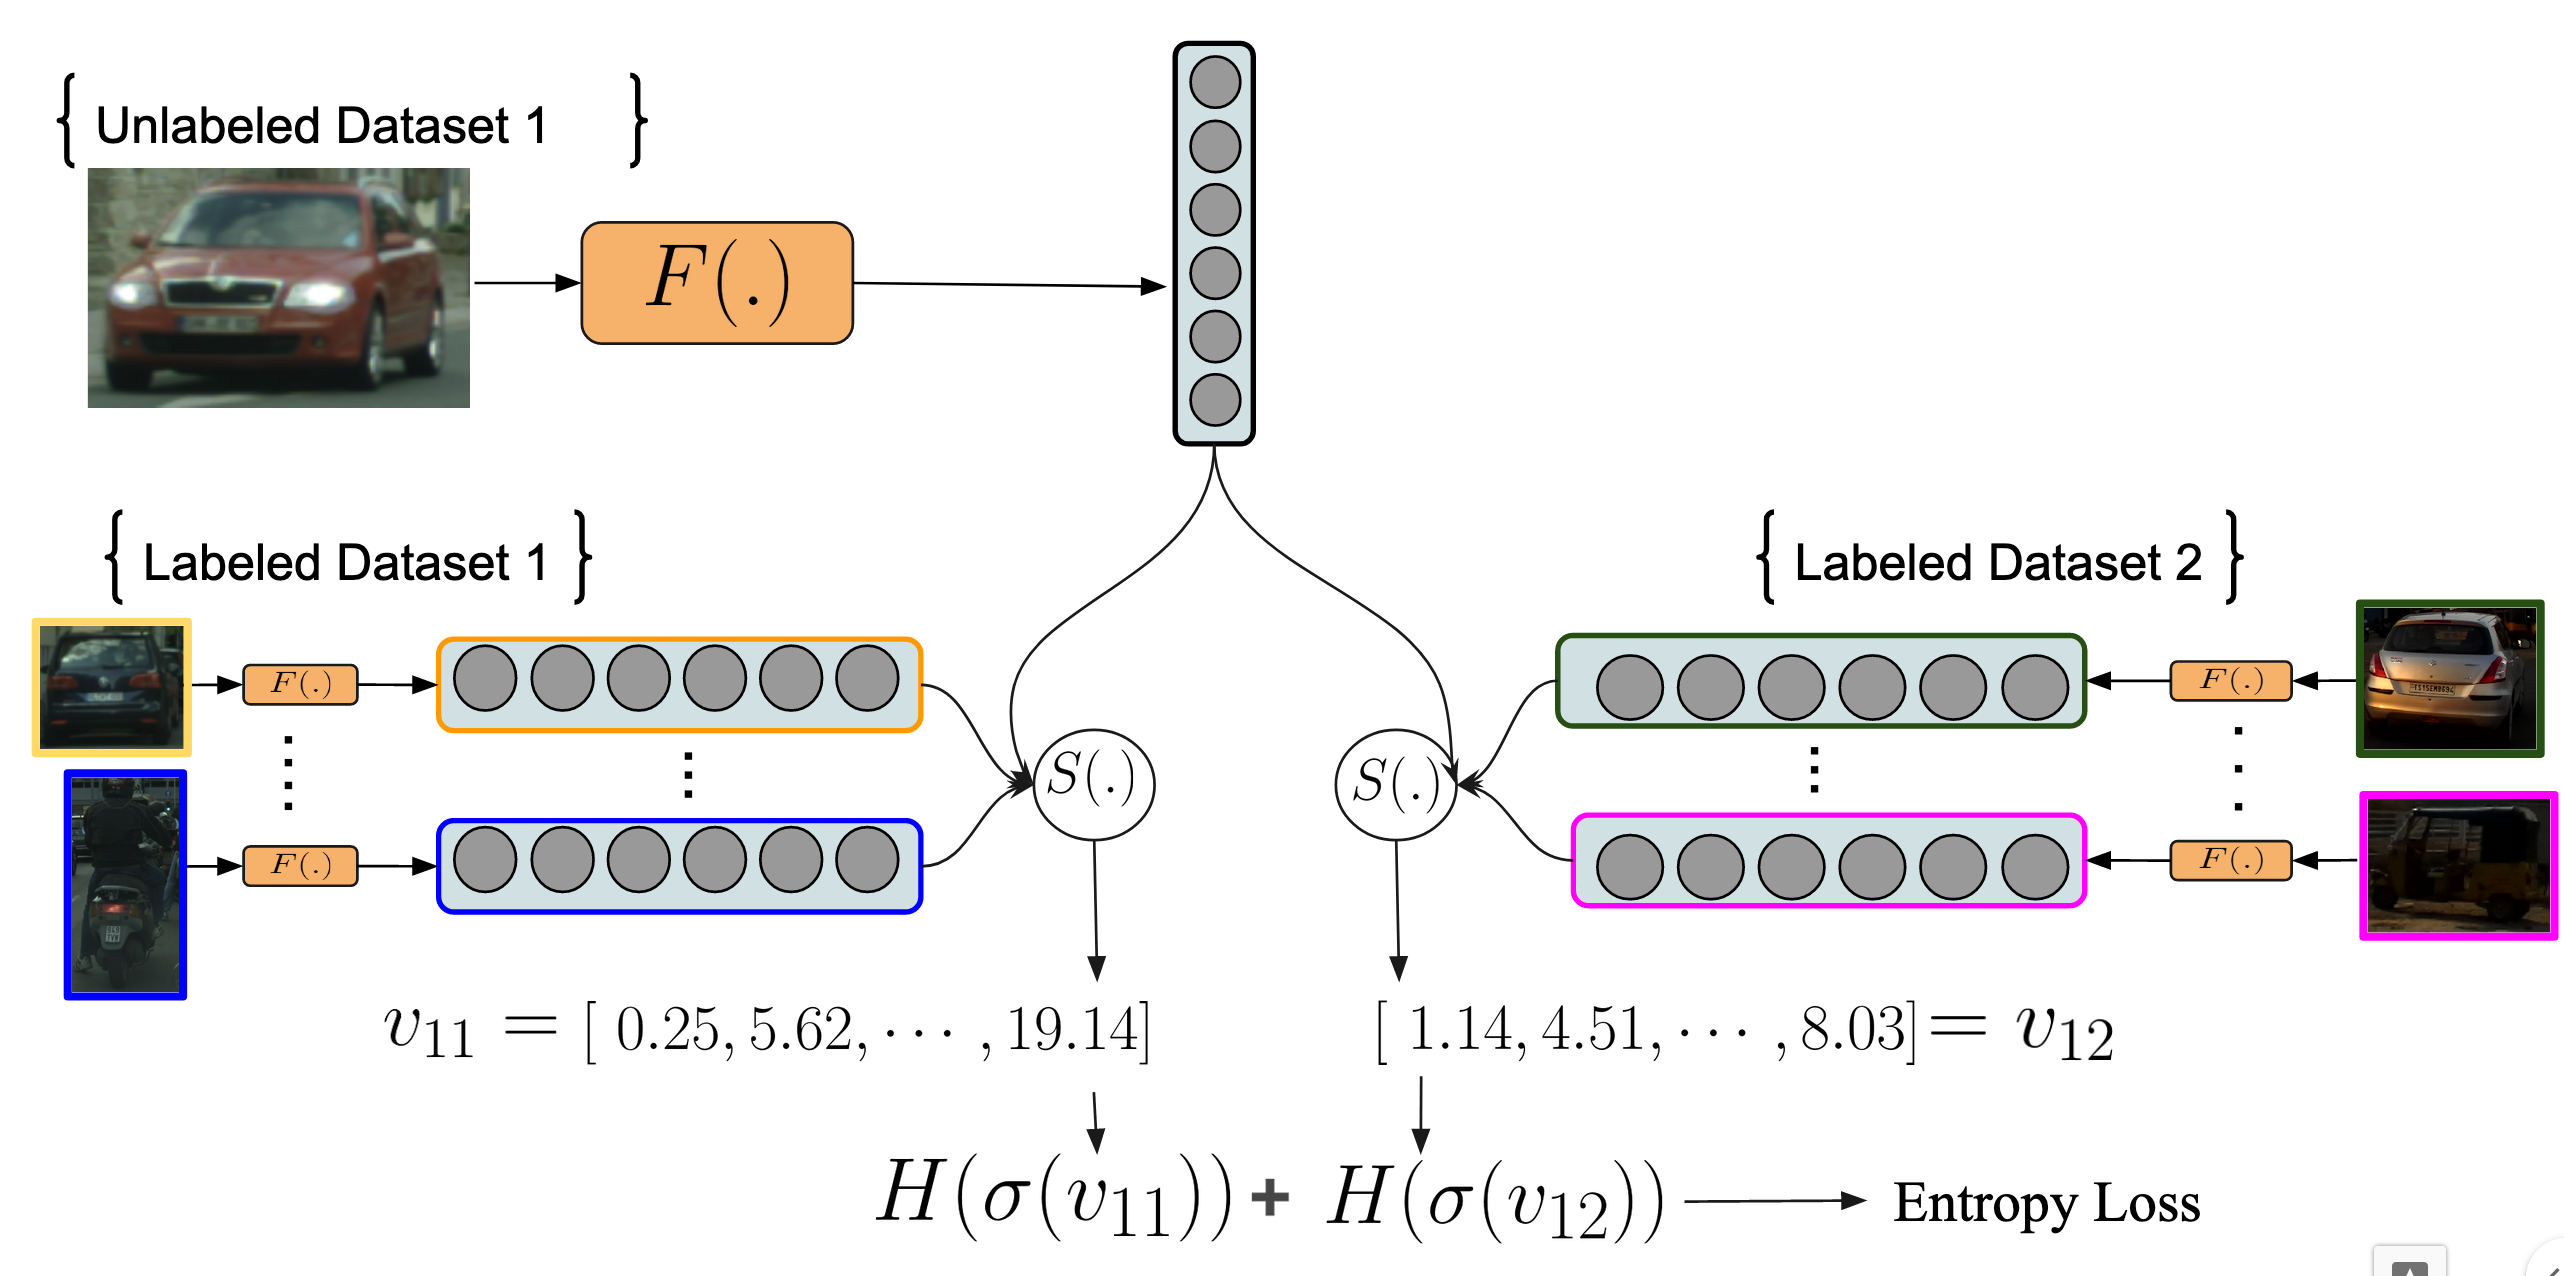 { Unlabeled Dataset 1 }
F(.)
{ Labeled Dataset 1 }
{ Labeled Dataset 2 }
F(.)
F(.)
S(.)
S(.)
F(.)
F(.)
v₁₁ = [ 0.25, 5.62, ⋯ , 19.14]
[ 1.14, 4.51, ⋯ , 8.03] = v₁₂
H(σ(v₁₁)) + H(σ(v₁₂))
Entropy Loss